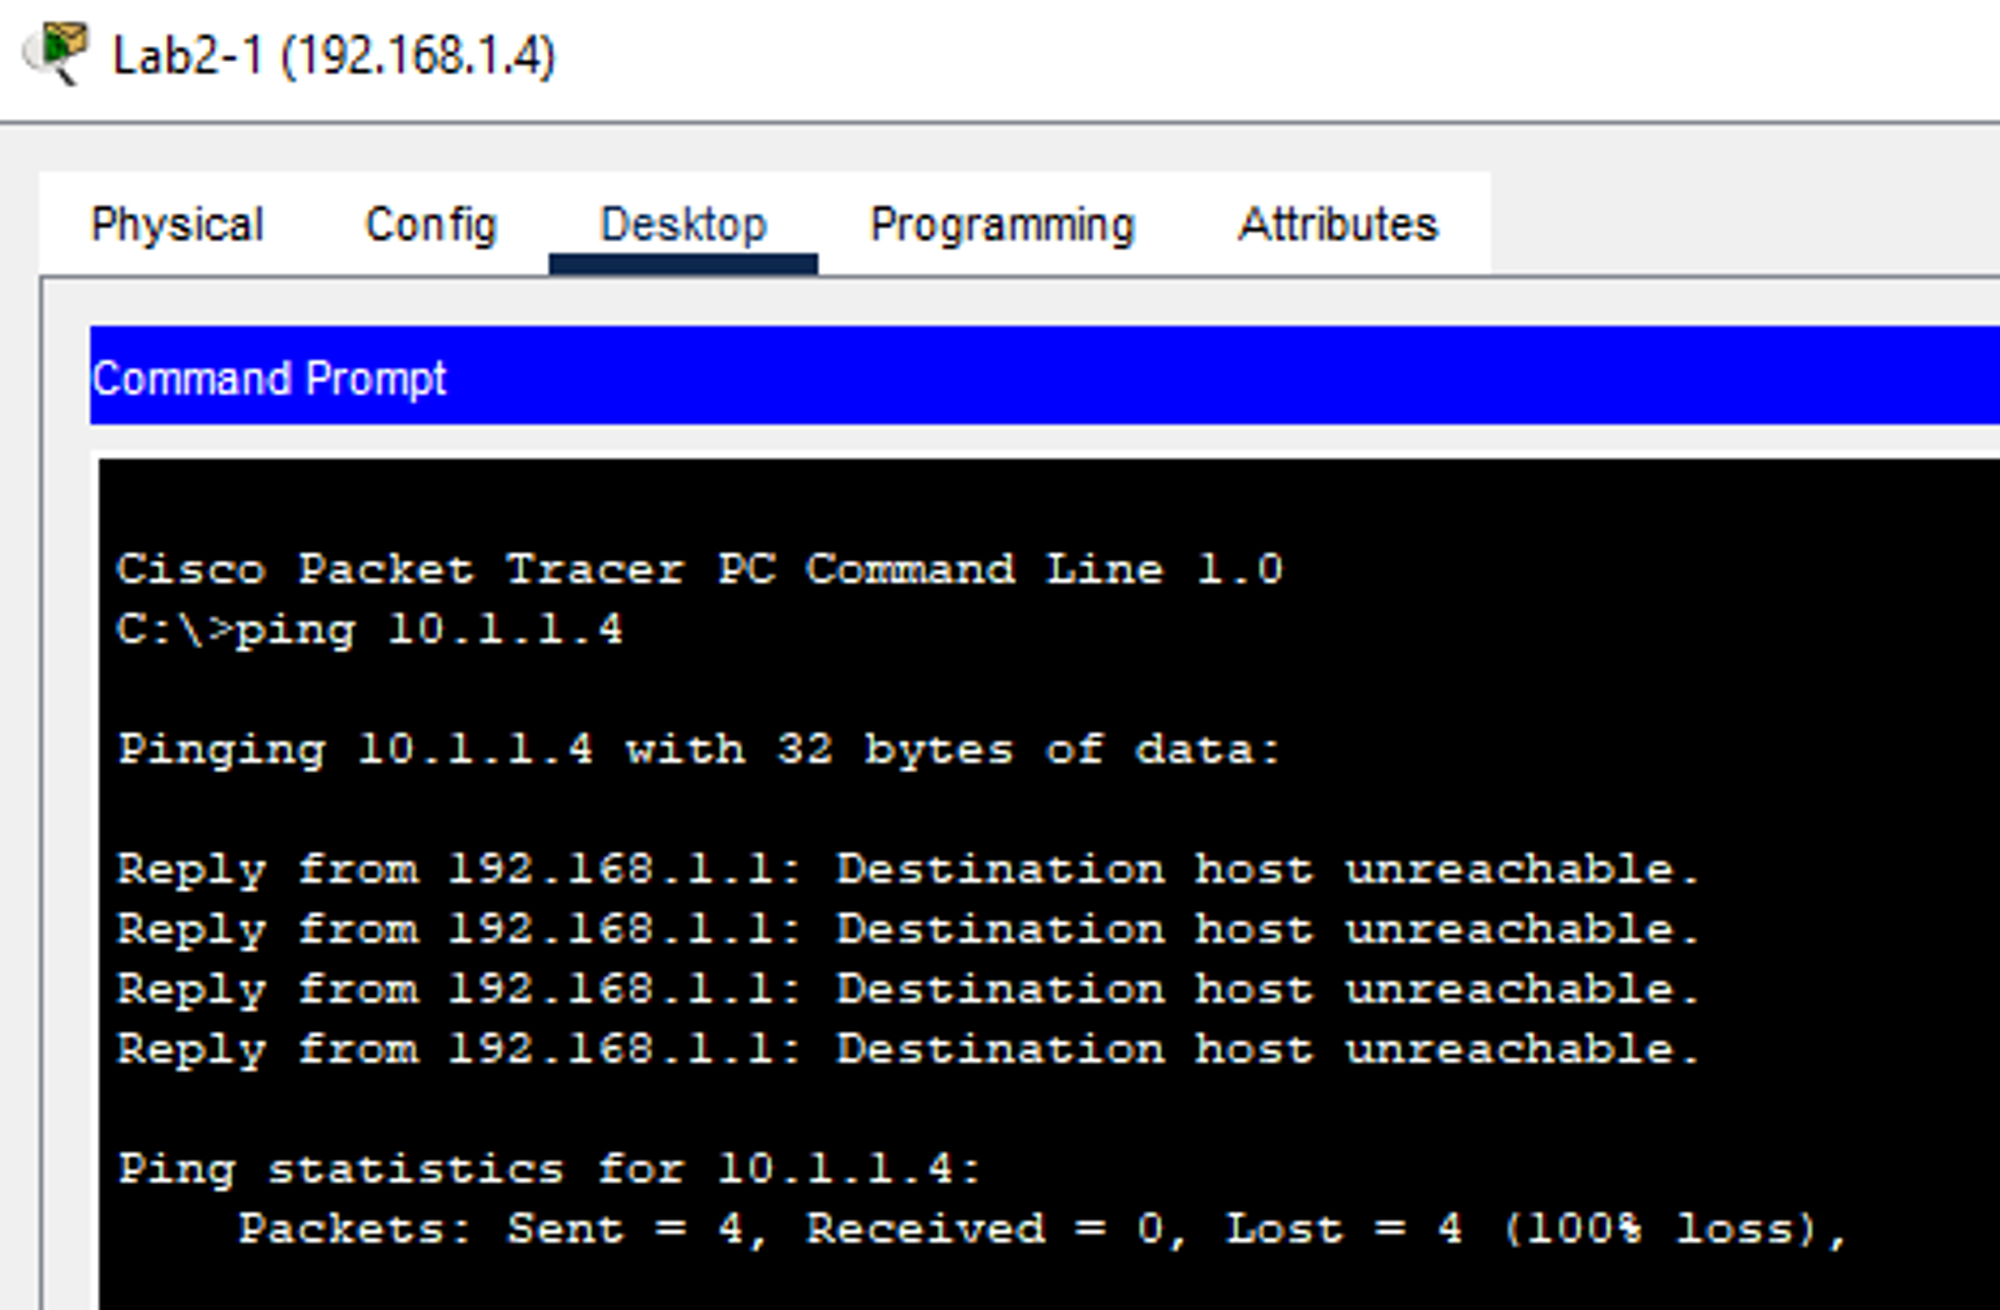 Lab2-1 (192.168.1.4)
Physical Config Desktop Programming Attributes
Command Prompt
Cisco Packet Tracer PC Command Line 1.0
C:\>ping 10.1.1.4
Pinging 10.1.1.4 with 32 bytes of data:
Reply from 192.168.1.1: Destination host unreachable.
Reply from 192.168.1.1: Destination host unreachable.
Reply from 192.168.1.1: Destination host unreachable.
Reply from 192.168.1.1: Destination host unreachable.
Ping statistics for 10.1.1.4:
Packets: Sent = 4, Received = 0, Lost = 4 (100% loss),